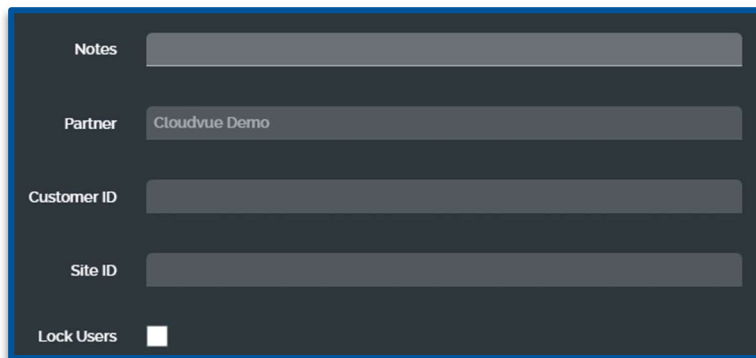 Notes
Partner Cloudvue Demo
Customer ID
Site ID
Lock Users